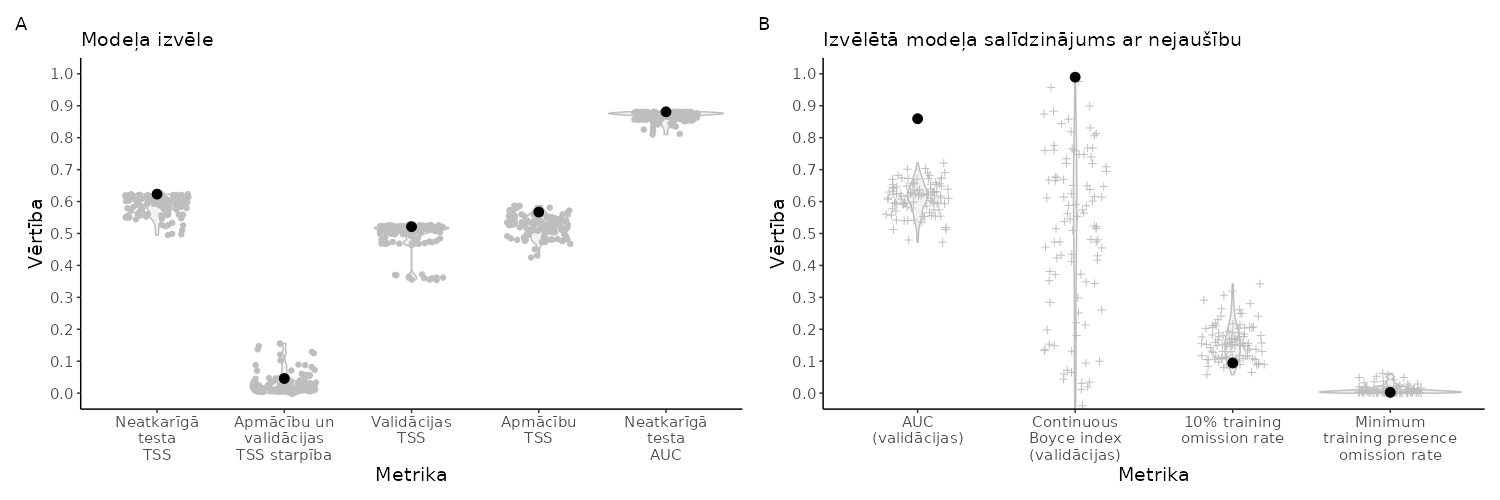 A
Modeļa izvēle
Vērtība
1.0
0.9
0.8
0.7
0.6
0.5
0.4
0.3
0.2
0.1
0.0
Neatkarīgā
testa
TSS
Apmācību un
validācijas
TSS starpība
Validācijas
TSS
Apmācību
TSS
Neatkarīgā
testa
AUC
Metrika
B
Izvēlētā modeļa salīdzinājums ar nejaušību
Vērtība
1.0
0.9
0.8
0.7
0.6
0.5
0.4
0.3
0.2
0.1
0.0
AUC
(validācijas)
Continuous
Boyce index
(validācijas)
10% training
omission rate
Minimum
training presence
omission rate
Metrika